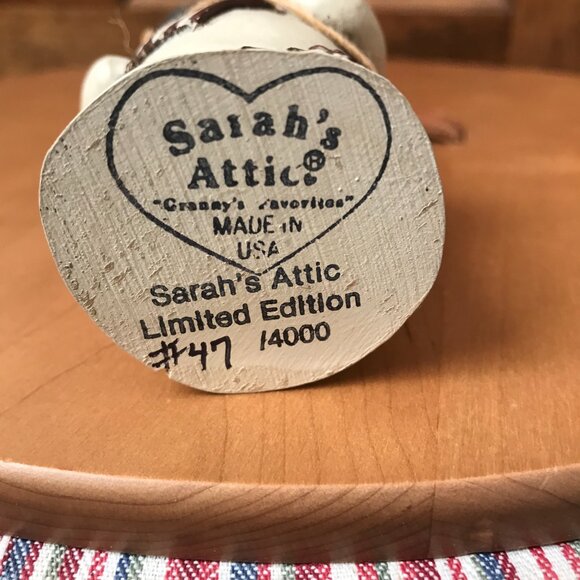 Sarah's
Attic.®
"Granny's Favorites"
MADE IN
USA
Sarah's Attic
Limited Edition
#47 /4000